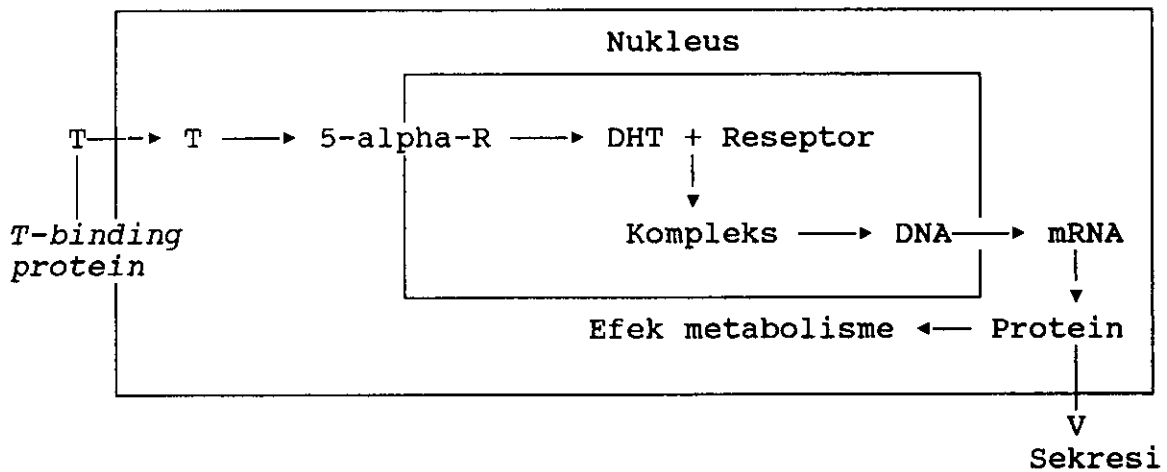 Nukleus
T T 5-alpha-R DHT + Reseptor
T-binding
protein
Kompleks DNA mRNA
Efek metabolisme Protein
Sekresi